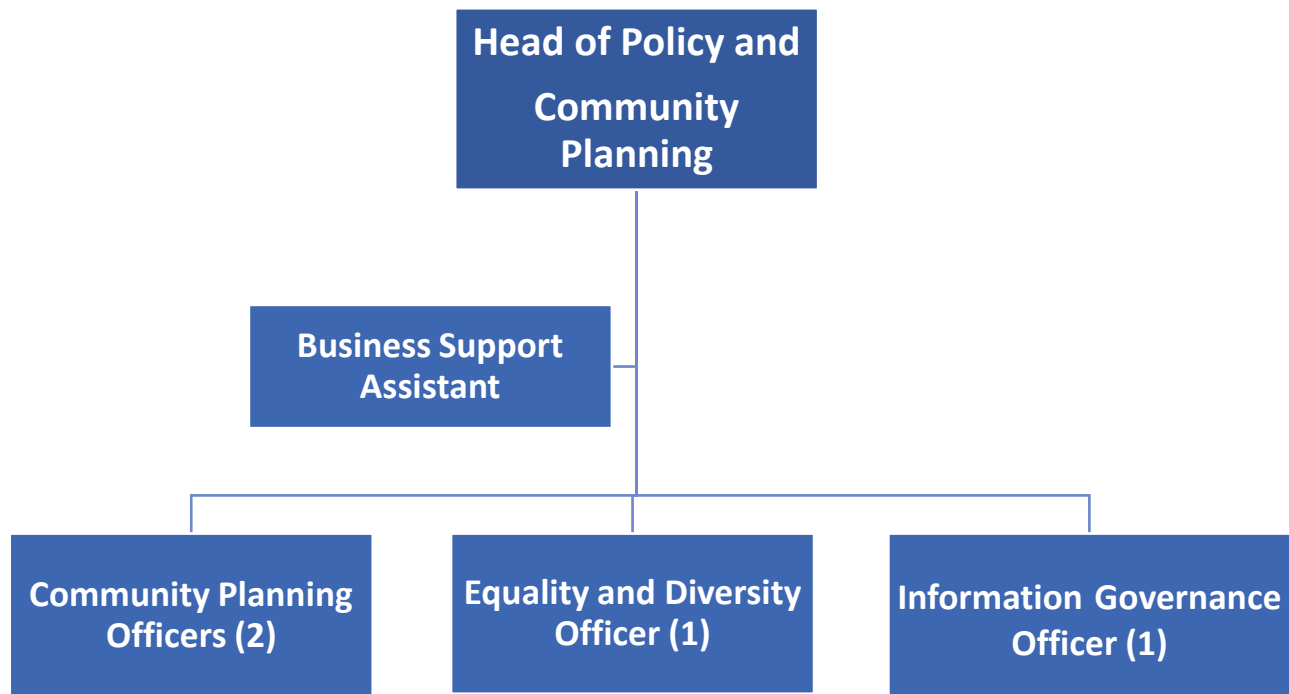 Head of Policy and
Community
Planning
Business Support
Assistant
Community Planning
Officers (2)
Equality and Diversity
Officer (1)
Information Governance
Officer (1)